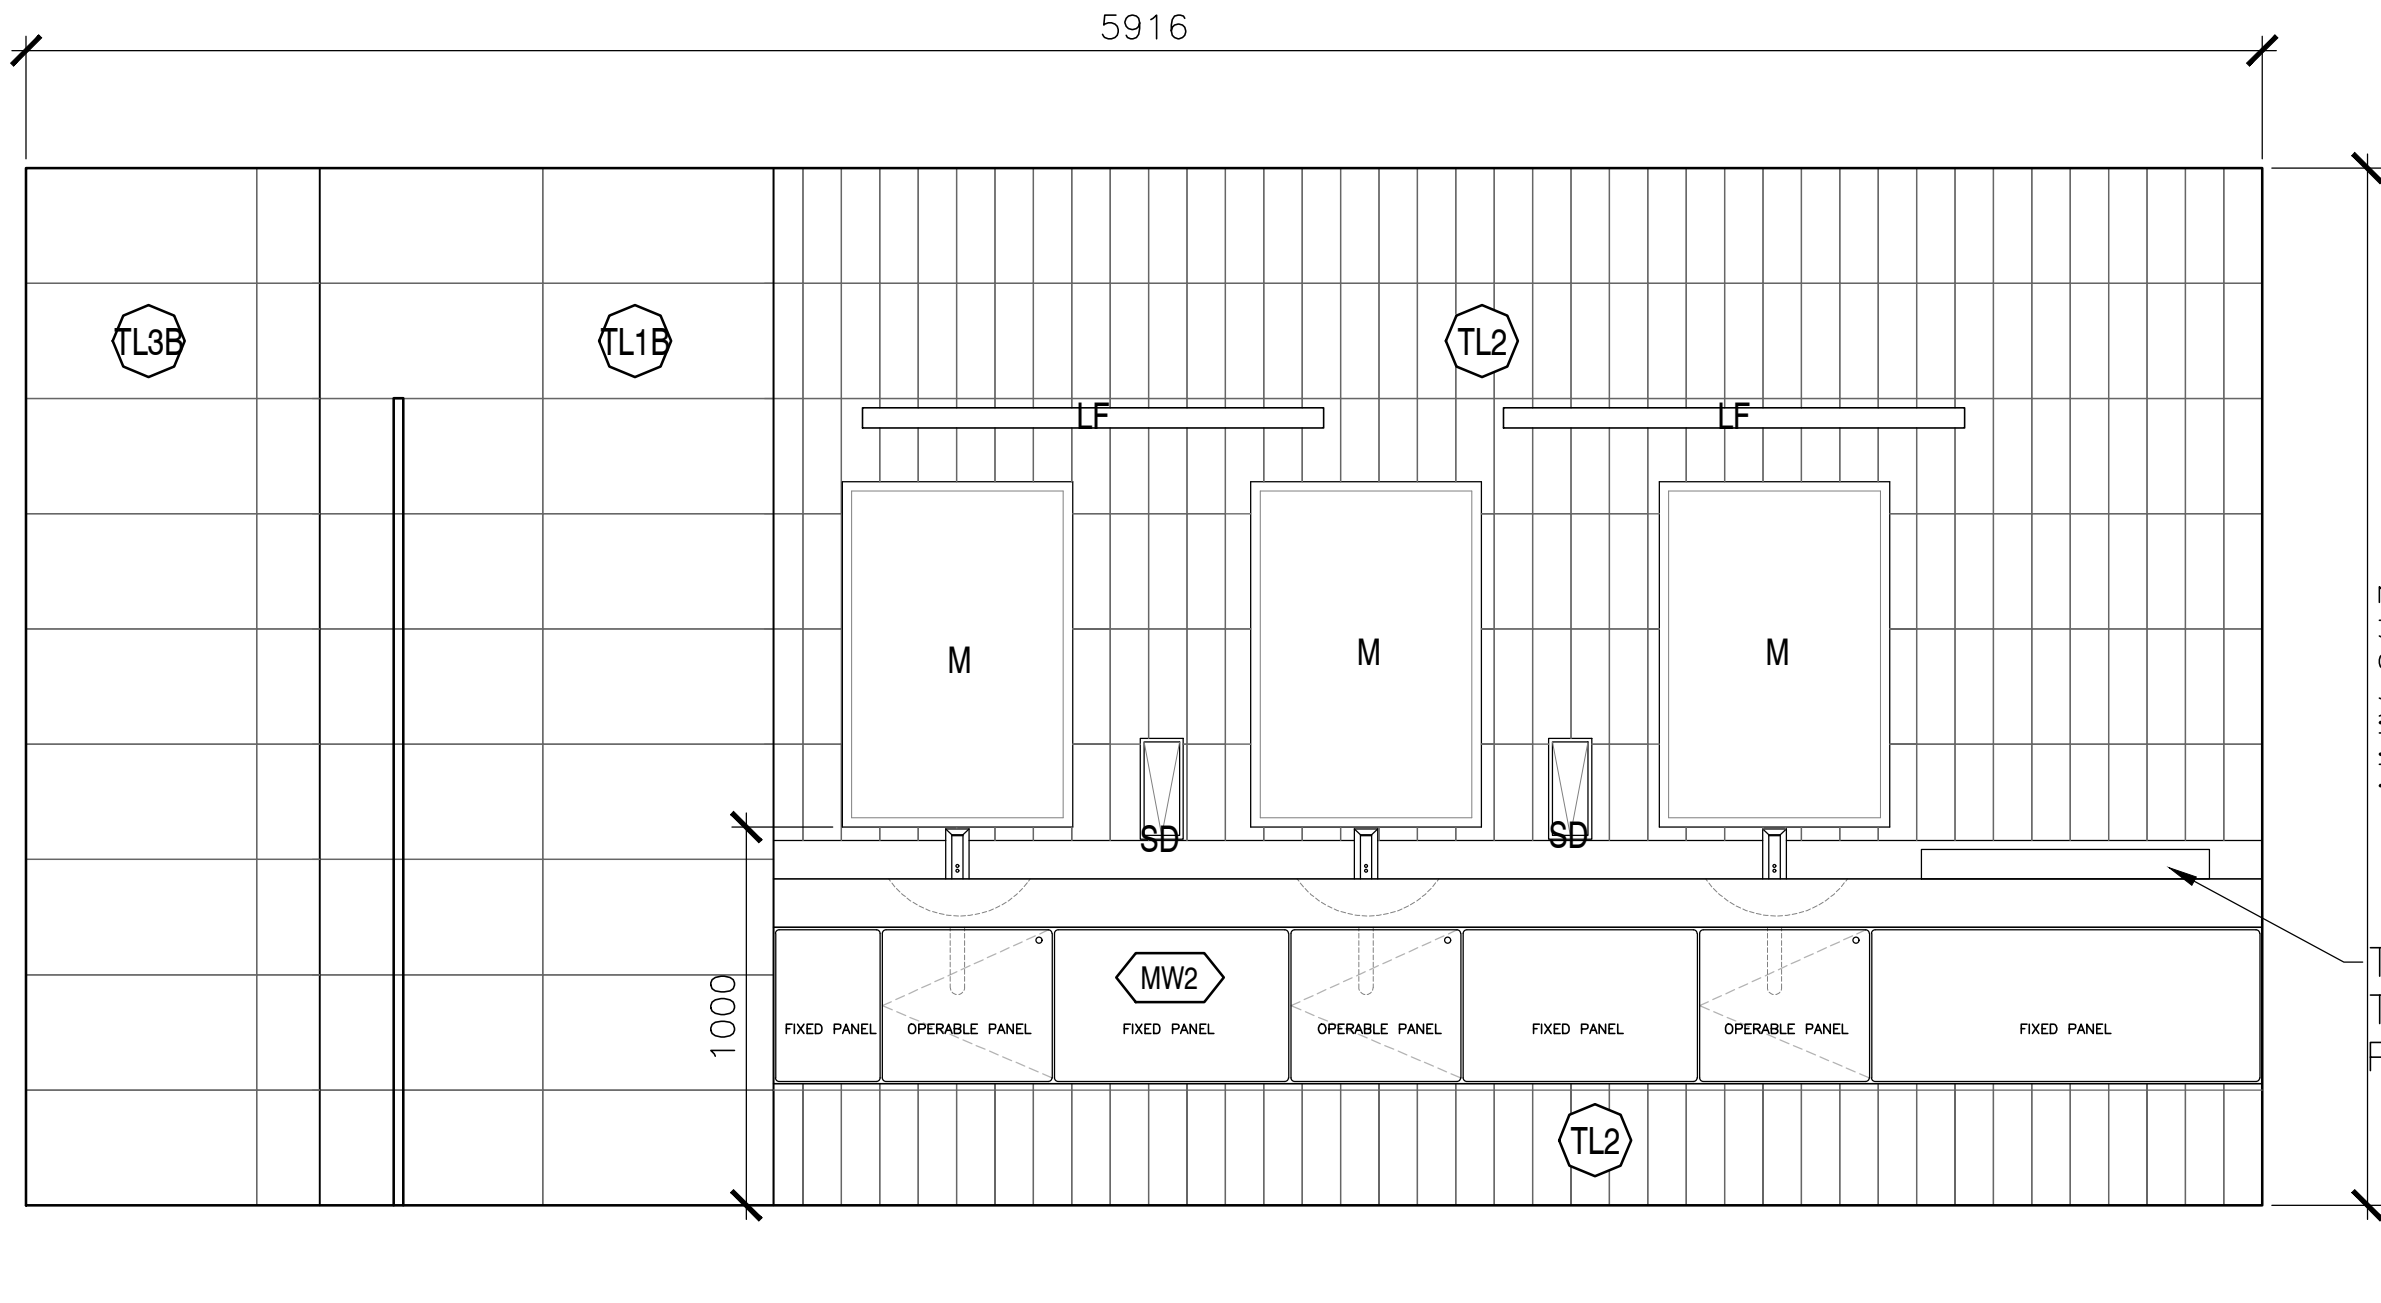 5916
TL3B
TL1B
TL2
LF
LF
M
M
M
SD
SD
1000
MW2
FIXED PANEL
OPERABLE PANEL
FIXED PANEL
OPERABLE PANEL
FIXED PANEL
OPERABLE PANEL
FIXED PANEL
TL2